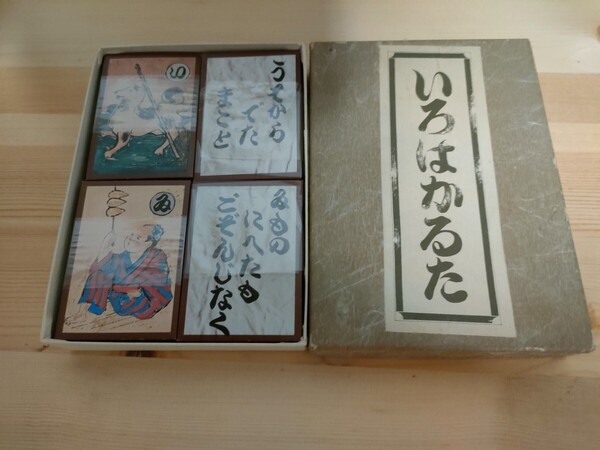 い
うそから
でた
まこと
ゐ
ゐもの
にへたも
ごぞんじなく
いろはかるた